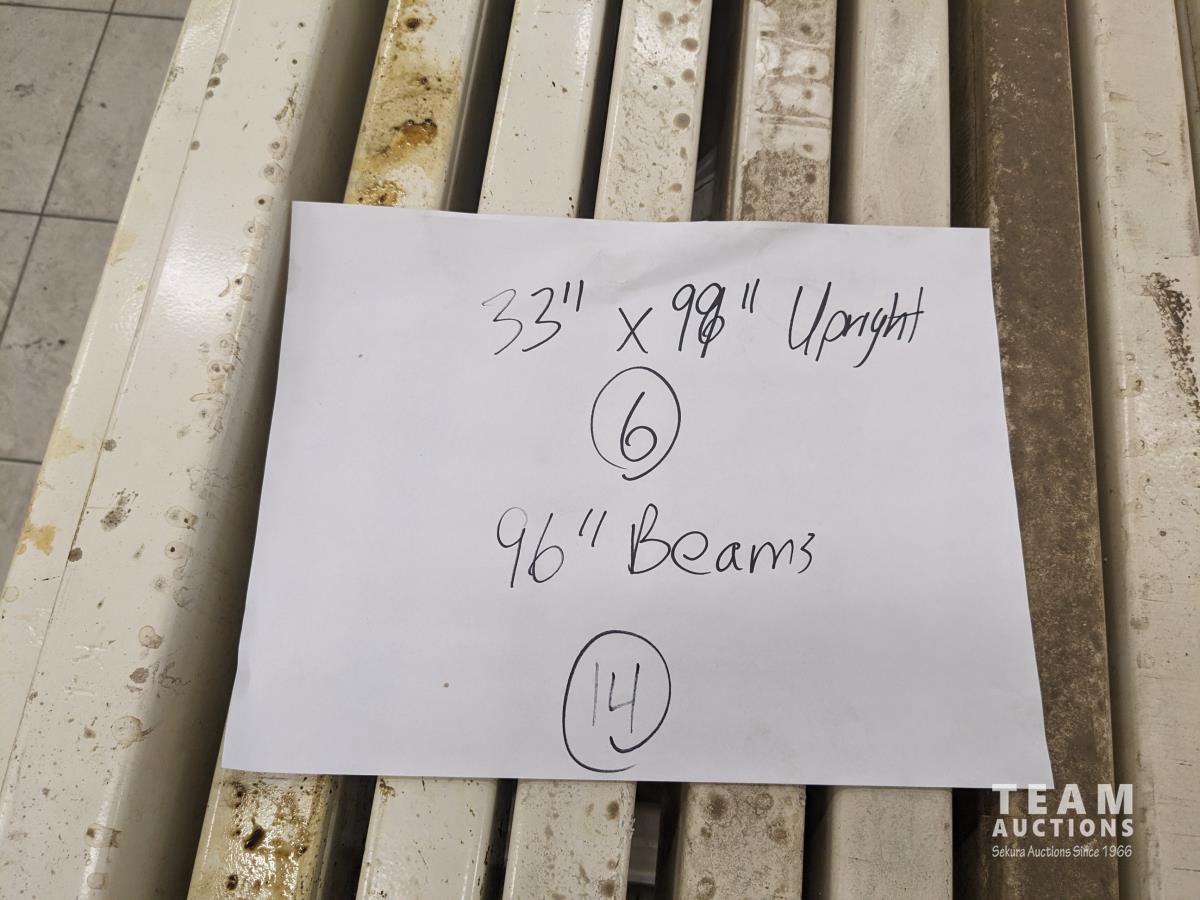 33" x 98" Upright
6
96" Beams
14
TEAM
AUCTIONS
Sekura Auctions Since 1966